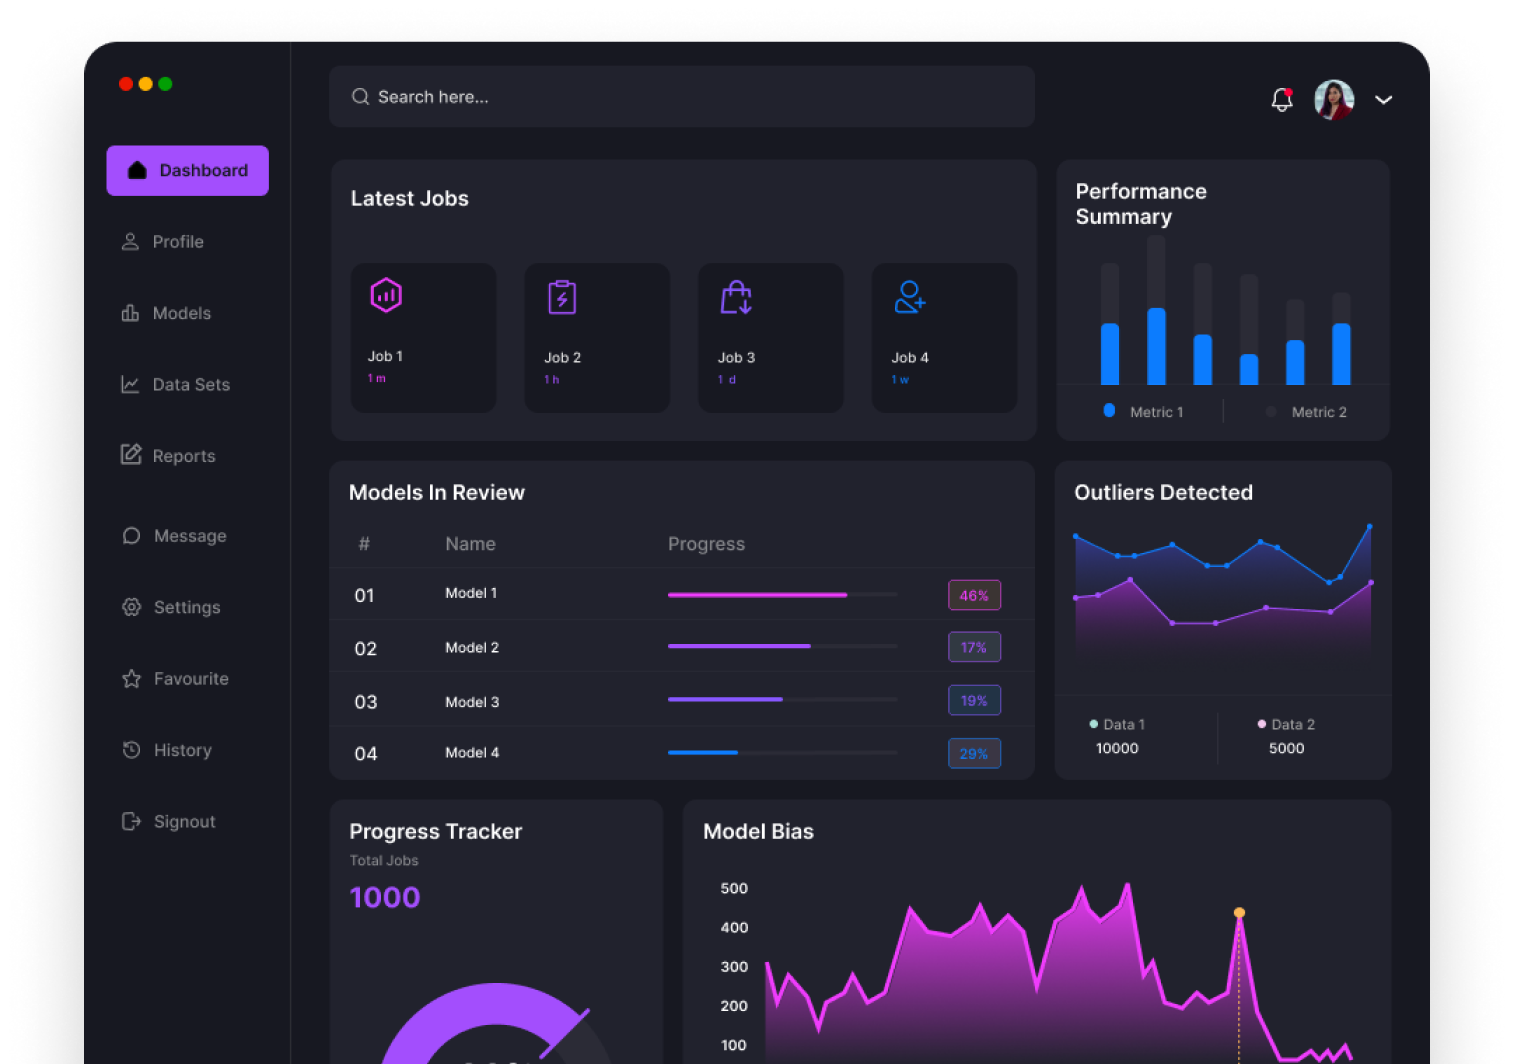 Search here...
Dashboard
Profile
Models
Data Sets
Reports
Message
Settings
Favourite
History
Signout
Latest Jobs
Job 1
1 m
Job 2
1 h
Job 3
1 d
Job 4
1 w
Performance
Summary
Metric 1
Metric 2
Models In Review
# Name Progress
01 Model 1 46%
02 Model 2 17%
03 Model 3 19%
04 Model 4 29%
Outliers Detected
Data 1
10000
Data 2
5000
Progress Tracker
Total Jobs
1000
Model Bias
500
400
300
200
100